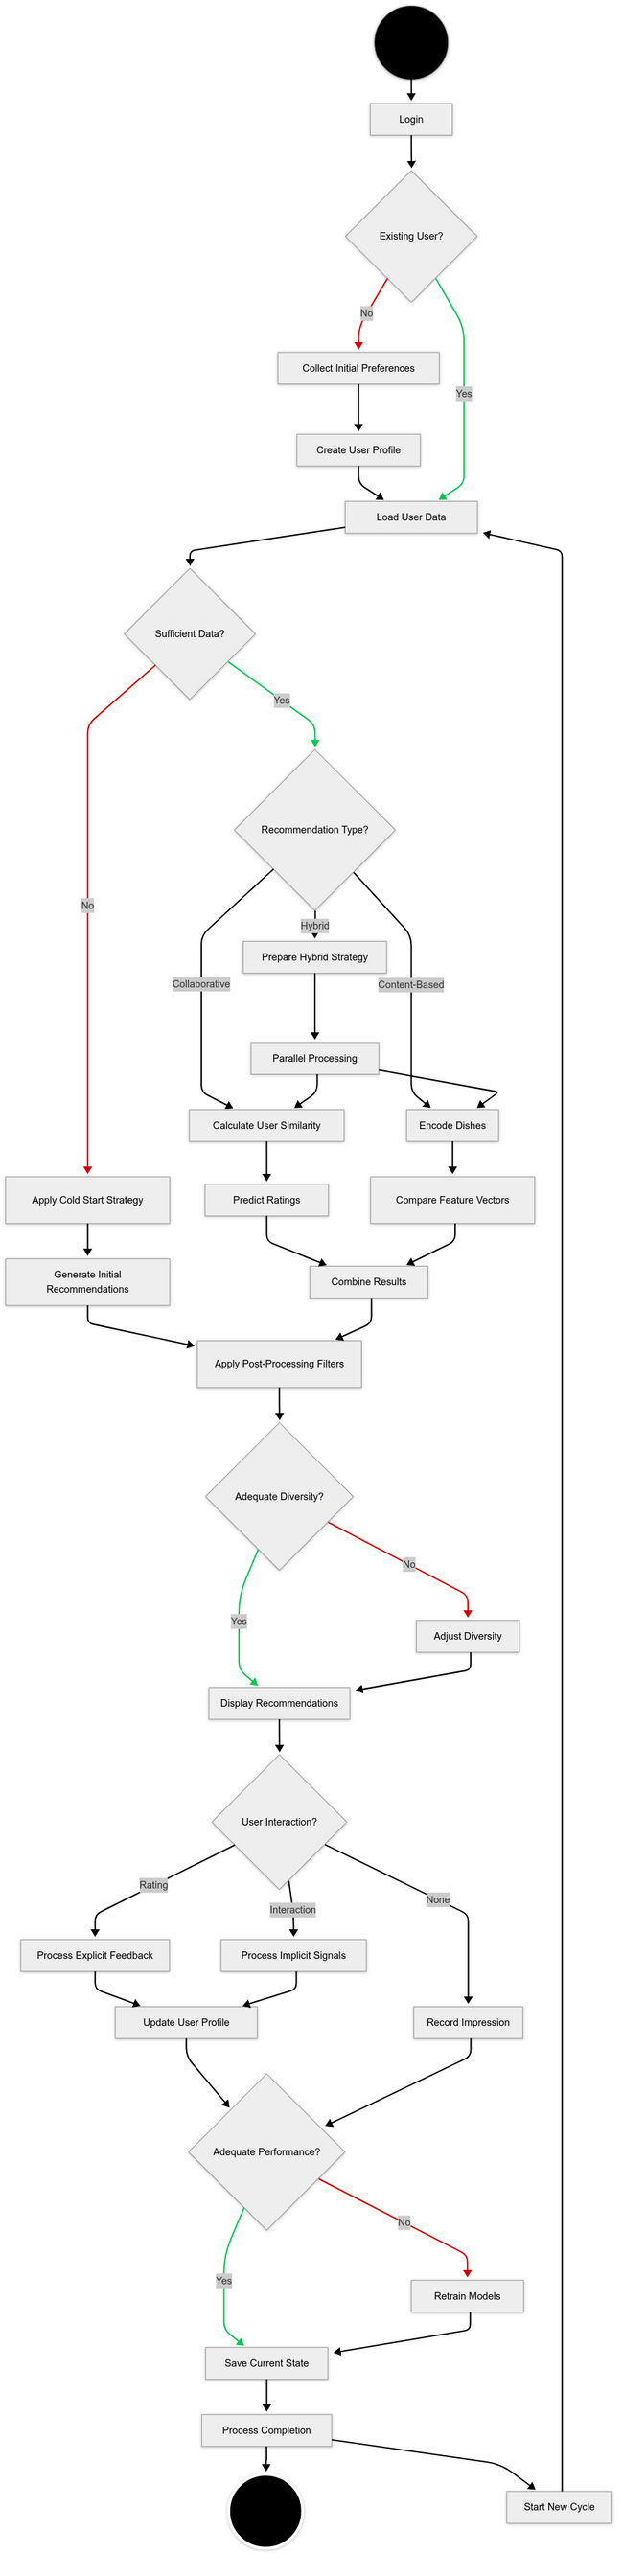 Login
Existing User?
No
Collect Initial Preferences
Yes
Create User Profile
Load User Data
Sufficient Data?
Yes
Recommendation Type?
No
Hybrid
Prepare Hybrid Strategy
Collaborative
Content-Based
Parallel Processing
Calculate User Similarity
Encode Dishes
Apply Cold Start Strategy
Predict Ratings
Compare Feature Vectors
Generate Initial
Recommendations
Combine Results
Apply Post-Processing Filters
Adequate Diversity?
No
Yes
Adjust Diversity
Display Recommendations
User Interaction?
Rating
Interaction
None
Process Explicit Feedback
Process Implicit Signals
Update User Profile
Record Impression
Adequate Performance?
No
Yes
Retrain Models
Save Current State
Process Completion
Start New Cycle